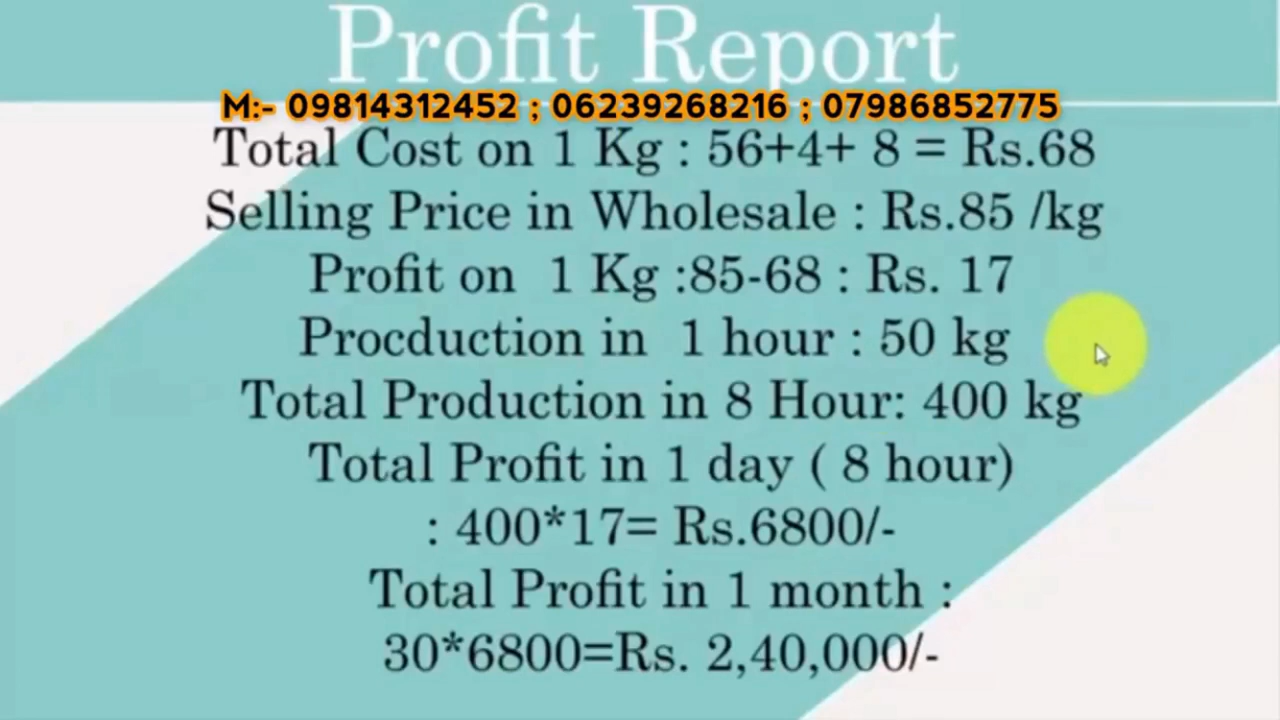 Profit Report
M:- 09814312452 ; 06239268216 ; 07986852775
Total Cost on 1 Kg : 56+4+ 8 = Rs.68
Selling Price in Wholesale : Rs.85 /kg
Profit on 1 Kg :85-68 : Rs. 17
Procduction in 1 hour : 50 kg
Total Production in 8 Hour: 400 kg
Total Profit in 1 day ( 8 hour)
: 400*17= Rs.6800/-
Total Profit in 1 month :
30*6800=Rs. 2,40,000/-